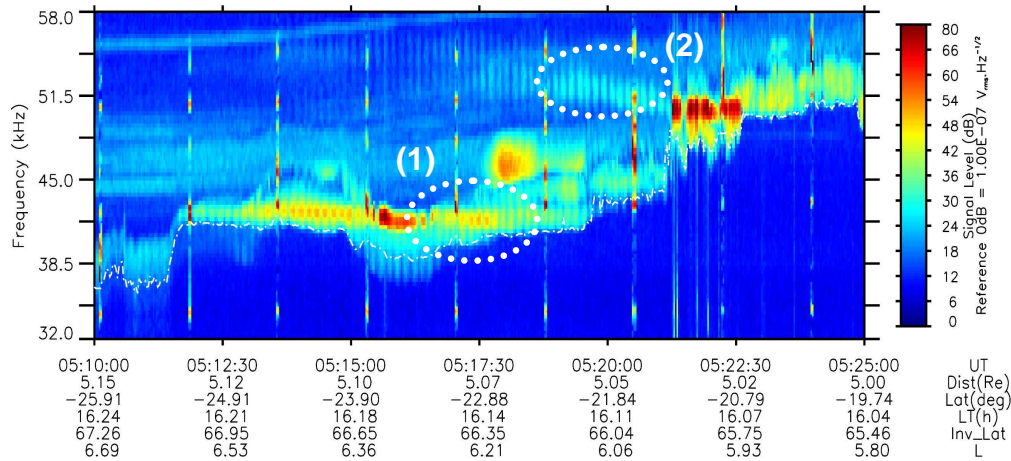 58.0
51.5
45.0
38.5
32.0
Frequency (kHz)
(1)
(2)
80
66
60
54
48
42
36
30
24
18
12
6
0
Signal Level (dB)
Reference 0dB = 1.00E-07 Vrms.Hz-1/2
05:10:00 05:12:30 05:15:00 05:17:30 05:20:00 05:22:30 05:25:00 UT
5.15 5.12 5.10 5.07 5.05 5.02 5.00 Dist(Re)
-25.91 -24.91 -23.90 -22.88 -21.84 -20.79 -19.74 Lat(deg)
16.24 16.21 16.18 16.14 16.11 16.07 16.04 LT(h)
67.26 66.95 66.65 66.35 66.04 65.75 65.46 Inv_Lat
6.69 6.53 6.36 6.21 6.06 5.93 5.80 L